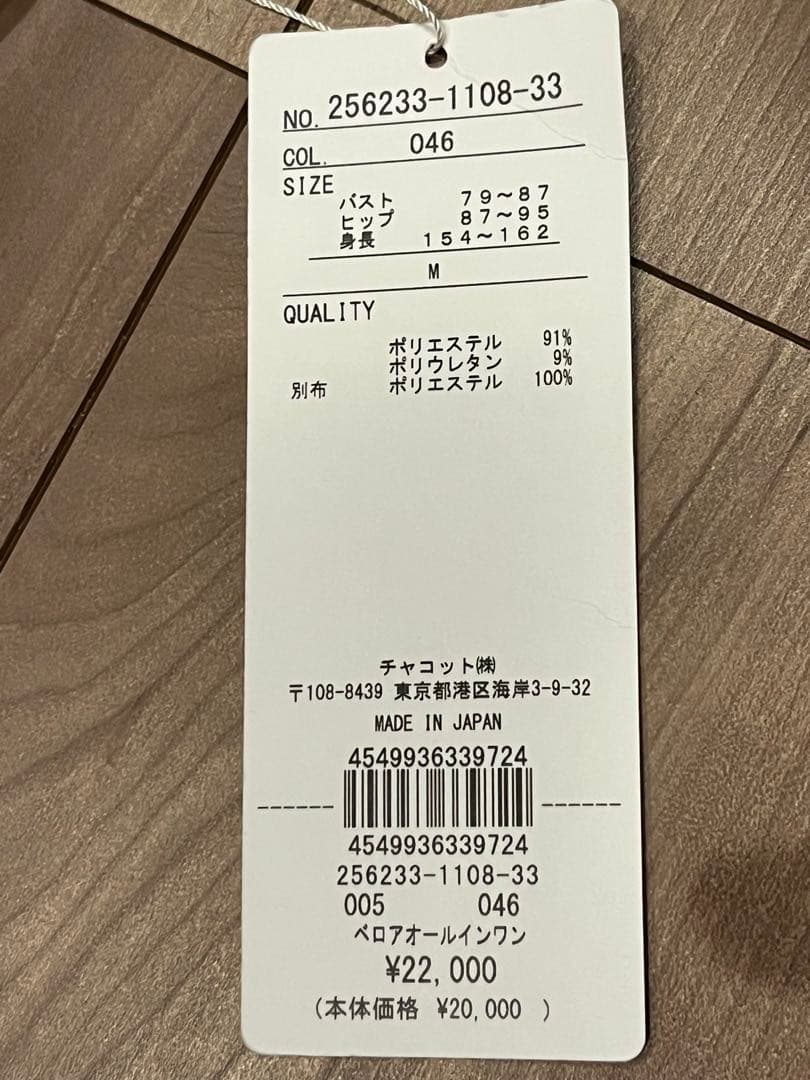 NO. 256233-1108-33
COL. 046
SIZE
バスト 79～87
ヒップ 87～95
身長 154～162
M
QUALITY
ポリエステル 91%
ポリウレタン 9%
別布 ポリエステル 100%
チャコット㈱
〒108-8439 東京都港区海岸3-9-32
MADE IN JAPAN
4549936339724
4549936339724
256233-1108-33
005 046
ベロアオールインワン
¥22,000
(本体価格 ¥20,000 )